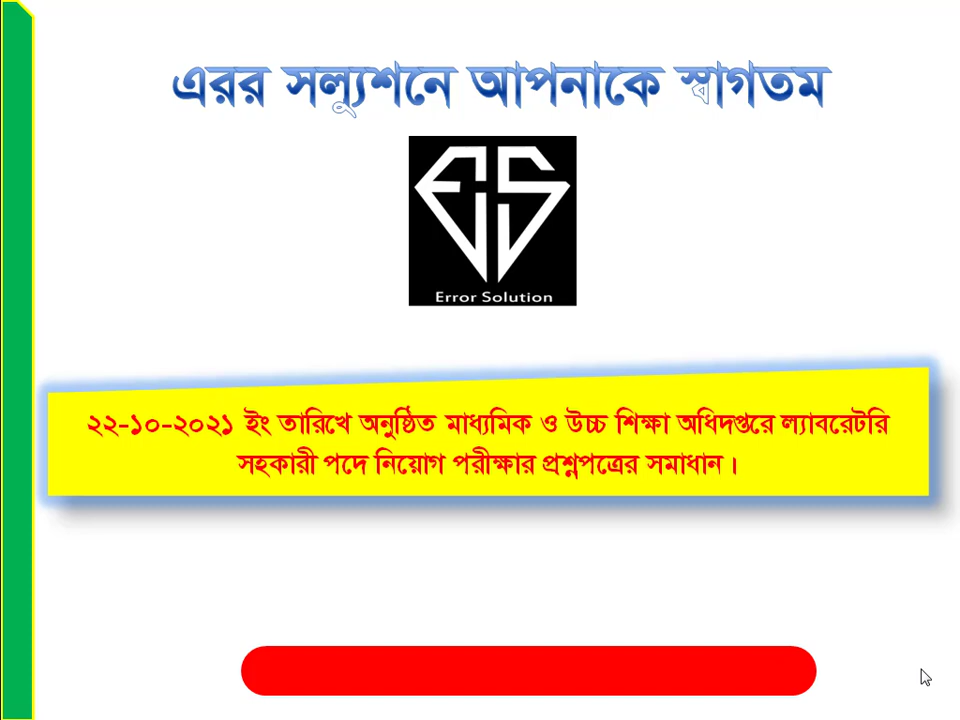 এরর সল্যুশনে আপনাকে স্বাগতম
ES
Error Solution
২২-১০-২০২১ ইং তারিখে অনুষ্ঠিত মাধ্যমিক ও উচ্চ শিক্ষা অধিদপ্তরে ল্যাবরেটরি
সহকারী পদে নিয়োগ পরীক্ষার প্রশ্নপত্রের সমাধান।